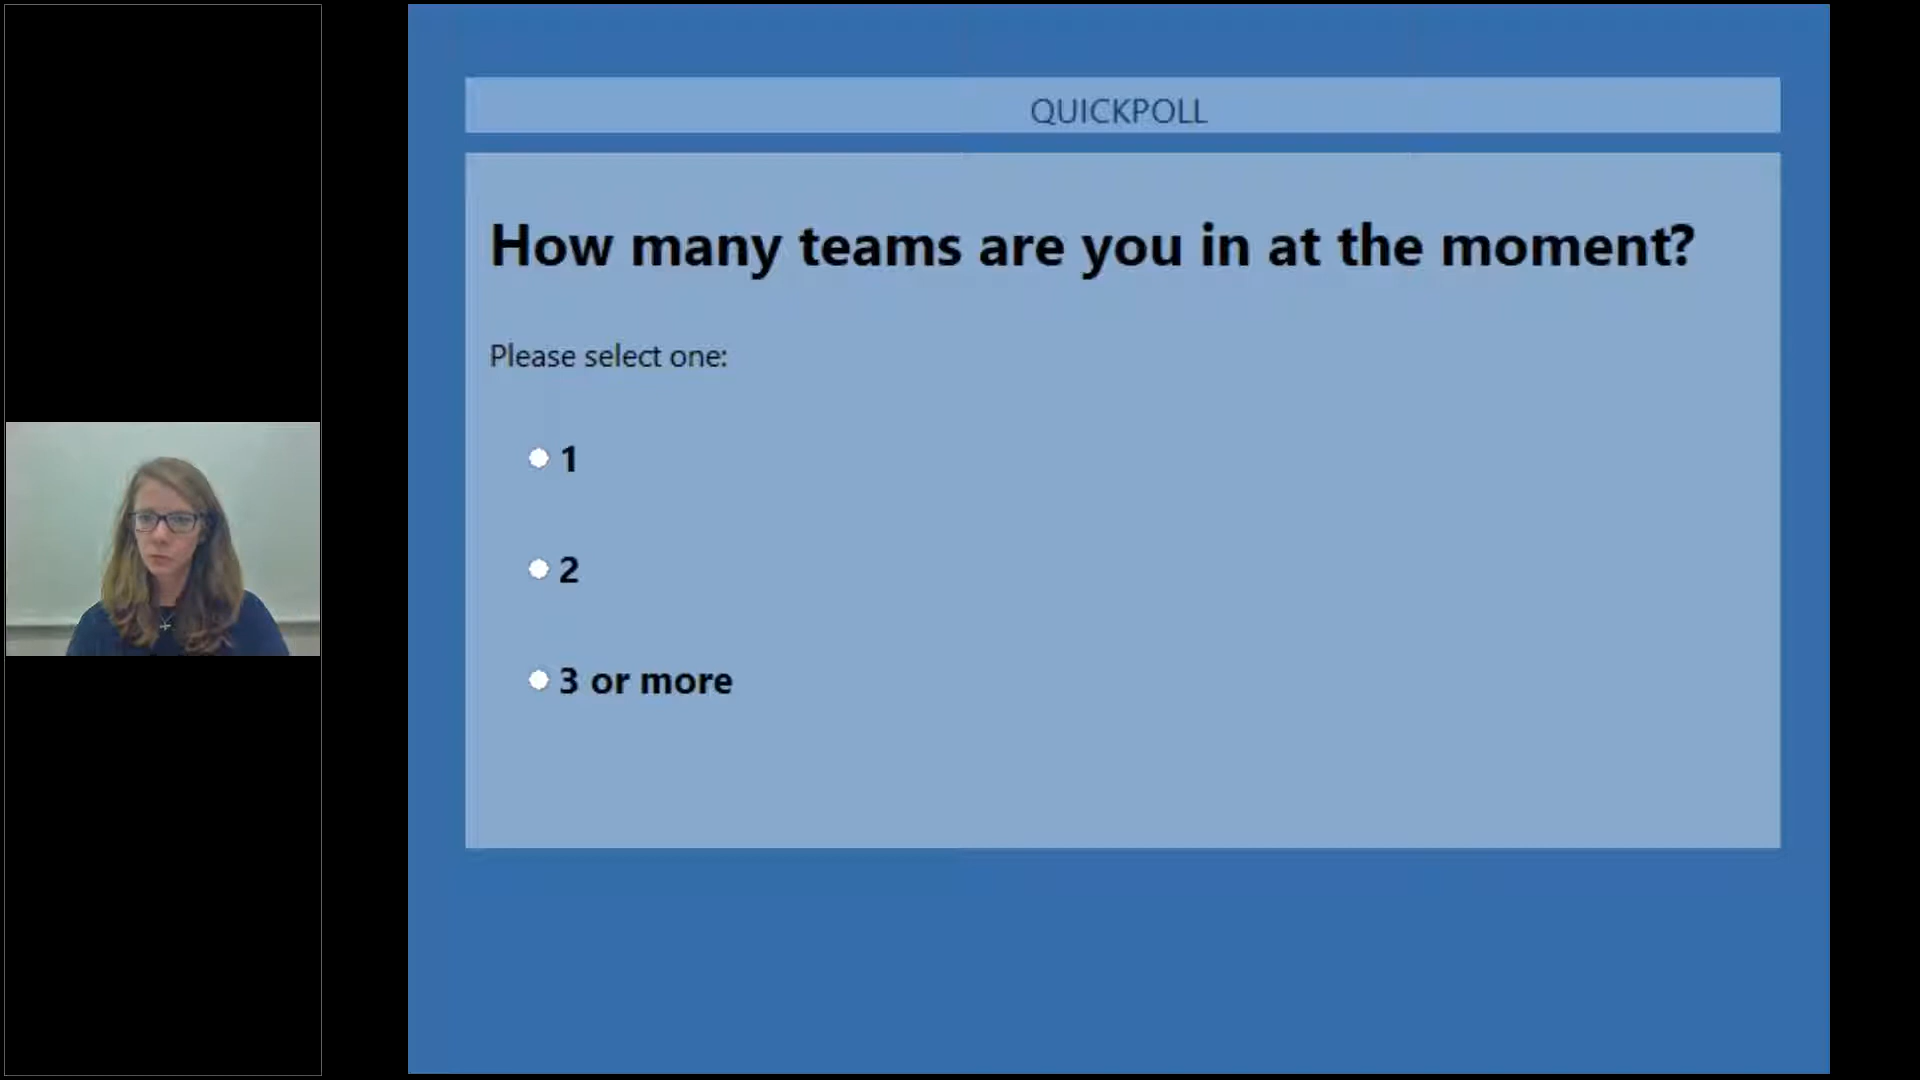 QUICKPOLL
How many teams are you in at the moment?
Please select one:
1
2
3 or more